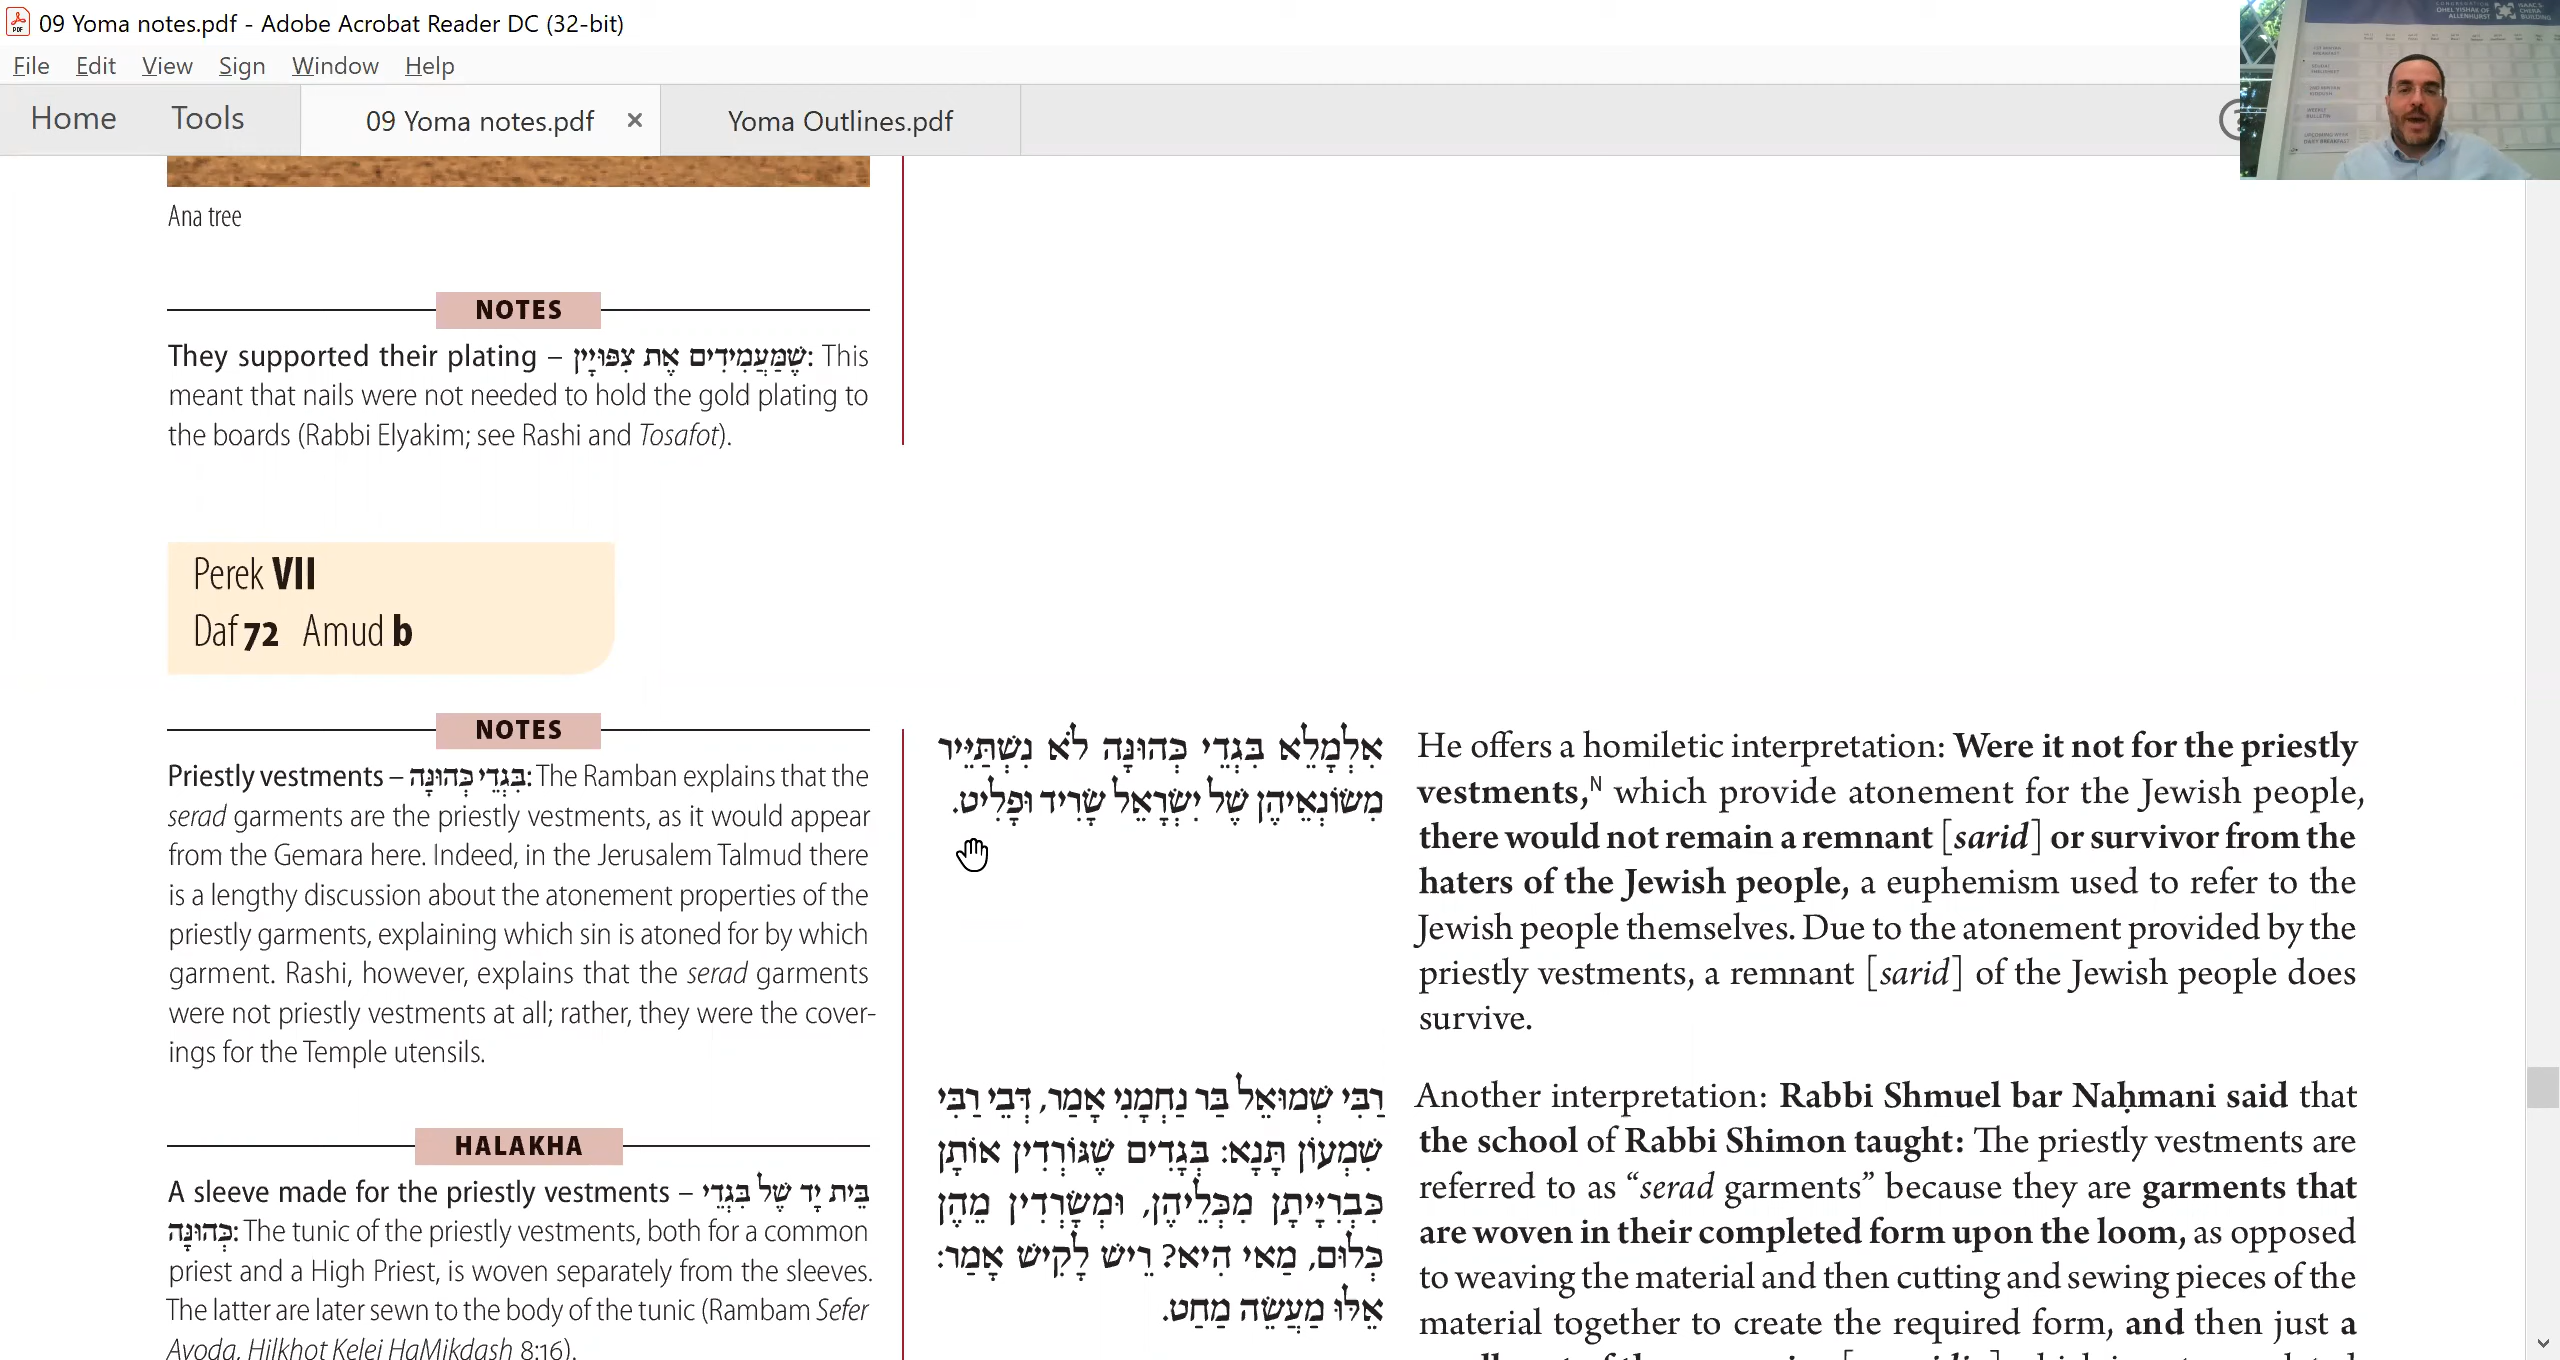 09 Yoma notes.pdf - Adobe Acrobat Reader DC (32-bit)
File Edit View Sign Window Help
Home Tools 09 Yoma notes.pdf × Yoma Outlines.pdf
Ana tree
NOTES
They supported their plating – שֶׁמַּעֲמִידִים אֶת צִפּוּיָין: This
meant that nails were not needed to hold the gold plating to
the boards (Rabbi Elyakim; see Rashi and Tosafot).
Perek VII
Daf 72 Amud b
NOTES
Priestly vestments – בִּגְדֵי כְּהוּנָּה: The Ramban explains that the
serad garments are the priestly vestments, as it would appear
from the Gemara here. Indeed, in the Jerusalem Talmud there
is a lengthy discussion about the atonement properties of the
priestly garments, explaining which sin is atoned for by which
garment. Rashi, however, explains that the serad garments
were not priestly vestments at all; rather, they were the cover-
ings for the Temple utensils.
HALAKHA
A sleeve made for the priestly vestments – בֵּית יָד שֶׁל בִּגְדֵי
כְּהוּנָּה: The tunic of the priestly vestments, both for a common
priest and a High Priest, is woven separately from the sleeves.
The latter are later sewn to the body of the tunic (Rambam Sefer
Avoda, Hilkhot Kelei HaMikdash 8:16).
אִלְמָלֵא בִּגְדֵי כְּהוּנָּה לֹא נִשְׁתַּיֵּיר
מִשּׂוֹנְאֵיהֶן שֶׁל יִשְׂרָאֵל שָׂרִיד וּפָלִיט.
רַבִּי שְׁמוּאֵל בַּר נַחְמָנִי אָמַר, דְּבֵי רַבִּי
שִׁמְעוֹן תָּנָא: בְּגָדִים שֶׁגּוֹרְדִין אוֹתָן
כִּבְרִיָּיתָן מִכְּלֵיהֶן, וּמְשָׂרְדִין מֵהֶן
כְּלוּם, מַאי הִיא? רֵישׁ לָקִישׁ אָמַר:
אֵלּוּ מַעֲשֵׂה מַחַט.
He offers a homiletic interpretation: Were it not for the priestly
vestments,N which provide atonement for the Jewish people,
there would not remain a remnant [sarid] or survivor from the
haters of the Jewish people, a euphemism used to refer to the
Jewish people themselves. Due to the atonement provided by the
priestly vestments, a remnant [sarid] of the Jewish people does
survive.
Another interpretation: Rabbi Shmuel bar Naḥmani said that
the school of Rabbi Shimon taught: The priestly vestments are
referred to as “serad garments” because they are garments that
are woven in their completed form upon the loom, as opposed
to weaving the material and then cutting and sewing pieces of the
material together to create the required form, and then just a